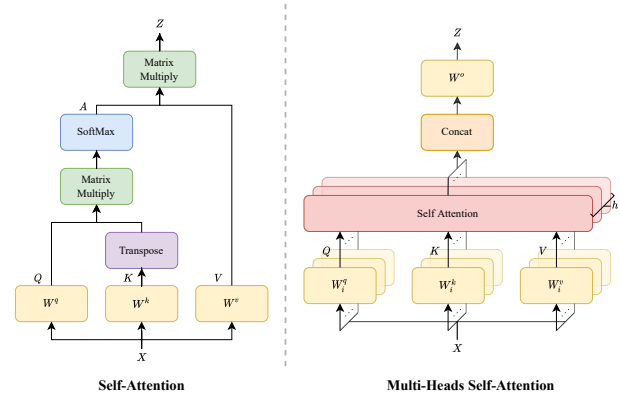 Z
Matrix
Multiply
A
SoftMax
Matrix
Multiply
Transpose
Q
K
V
W^q
W^k
W^v
X
Self-Attention
Z
W^o
Concat
Self Attention
h
Q
K
V
W_i^q
W_i^k
W_i^v
X
Multi-Heads Self-Attention